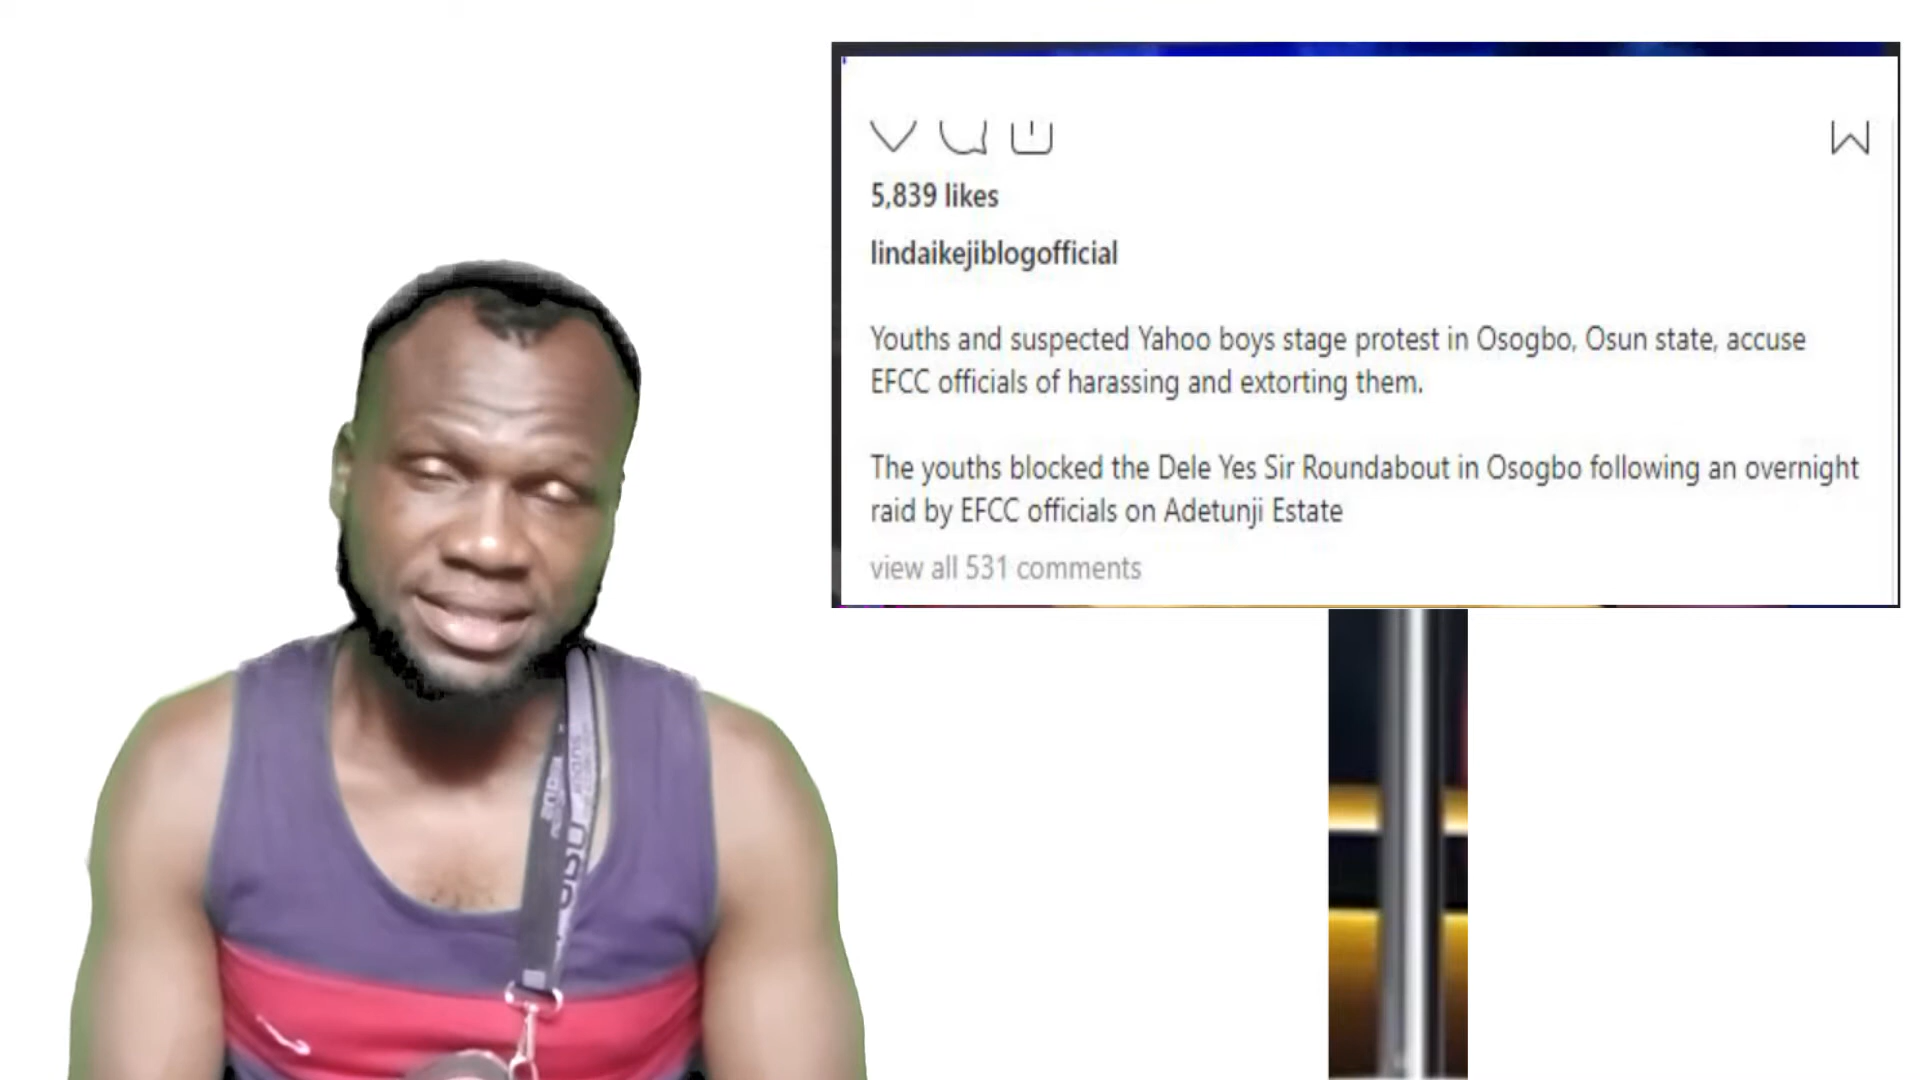 5,839 likes
lindaikejiblogofficial
Youths and suspected Yahoo boys stage protest in Osogbo, Osun state, accuse
EFCC officials of harassing and extorting them.
The youths blocked the Dele Yes Sir Roundabout in Osogbo following an overnight
raid by EFCC officials on Adetunji Estate
view all 531 comments